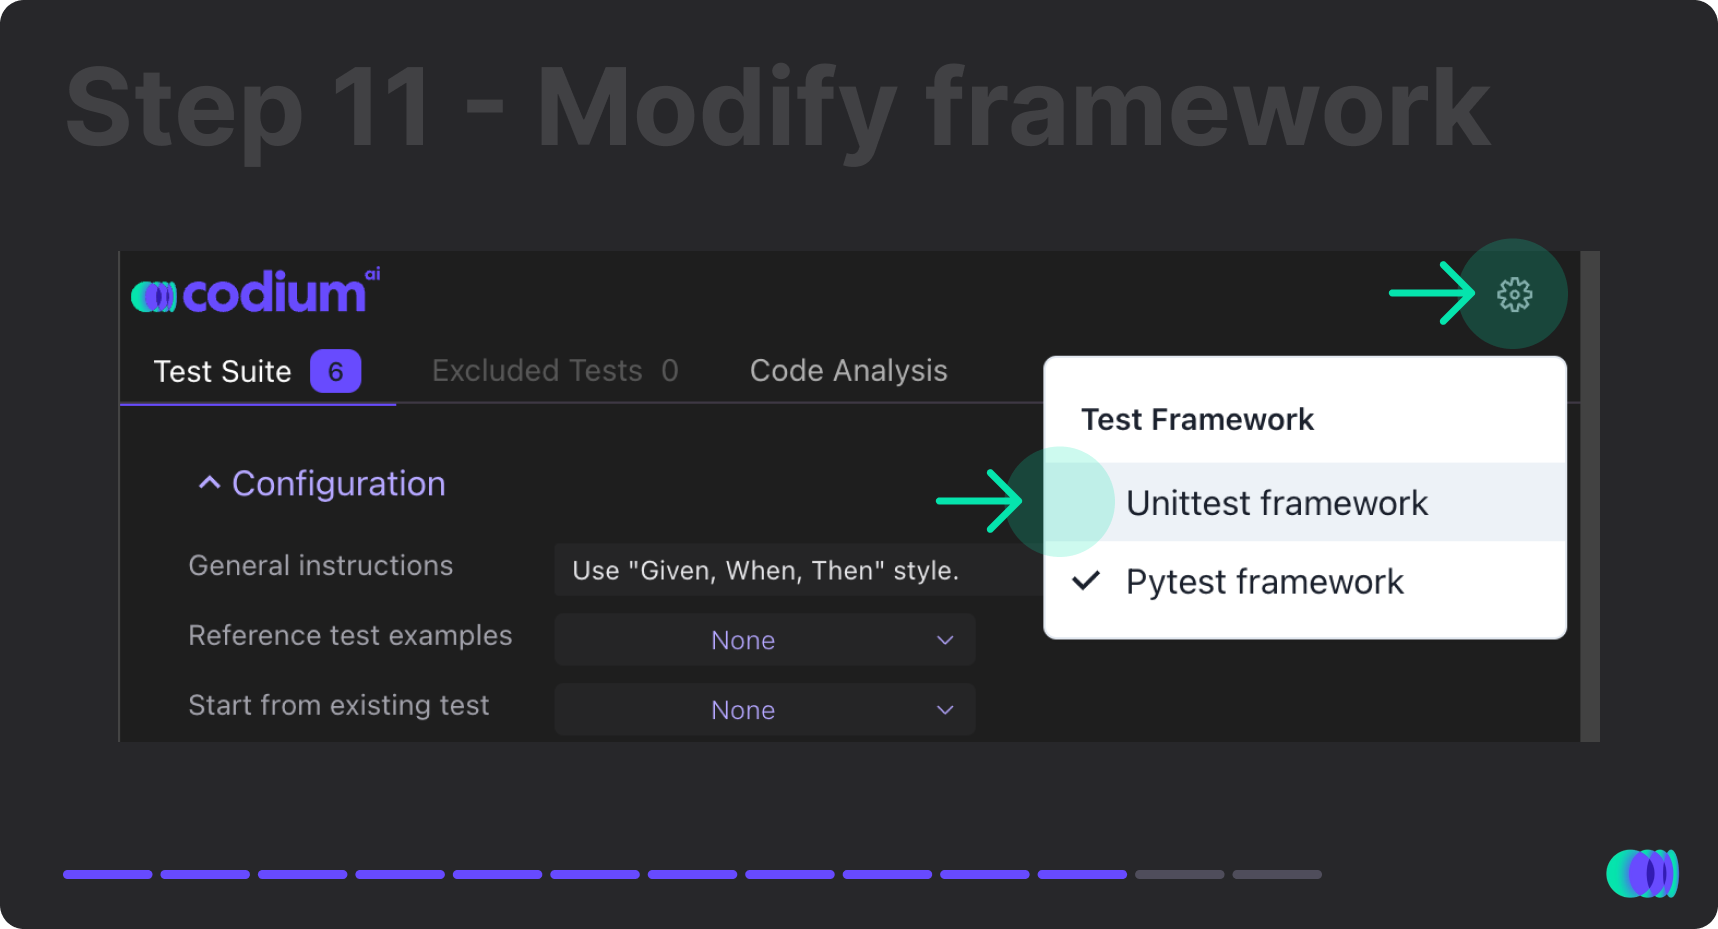 Step 11 - Modify framework
codium ai
Test Suite 6 Excluded Tests 0 Code Analysis
Test Framework
Configuration
Unittest framework
General instructions Use "Given, When, Then" style.
Pytest framework
Reference test examples None
Start from existing test None